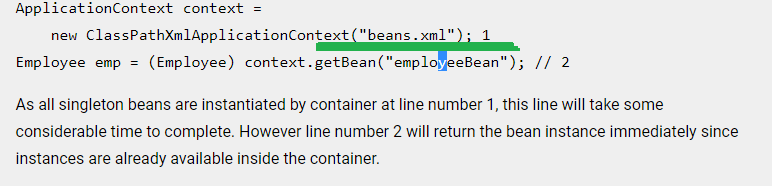 ApplicationContext context =
new ClassPathXmlApplicationContext("beans.xml"); 1
Employee emp = (Employee) context.getBean("employeeBean"); // 2
As all singleton beans are instantiated by container at line number 1, this line will take some
considerable time to complete. However line number 2 will return the bean instance immediately since
instances are already available inside the container.